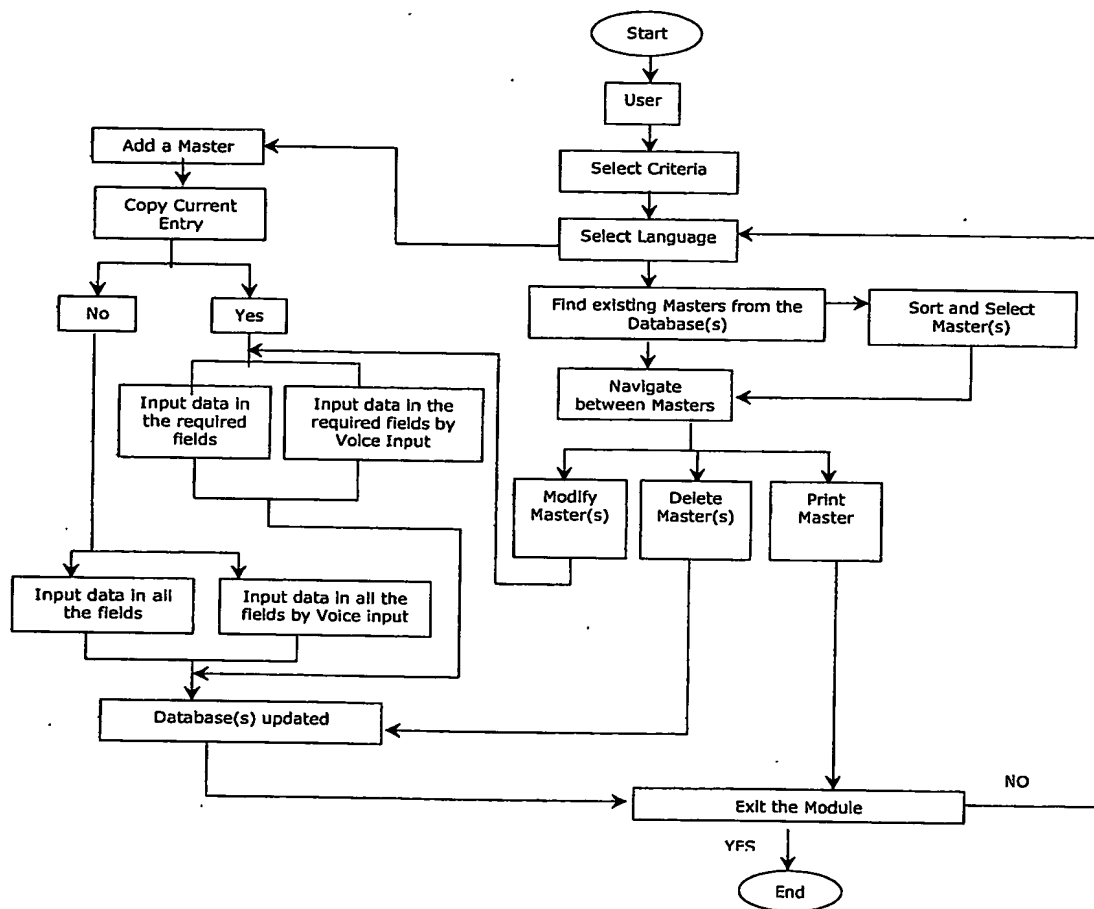 Start
User
Add a Master
Select Criteria
Copy Current
Entry
Select Language
No
Yes
Find existing Masters from the
Database(s)
Sort and Select
Master(s)
Navigate
between Masters
Input data in
the required
fields
Input data in the
required fields by
Voice Input
Modify
Master(s)
Delete
Master(s)
Print
Master
Input data in all
the fields
Input data in all the
fields by Voice input
Database(s) updated
Exit the Module
NO
YES
End